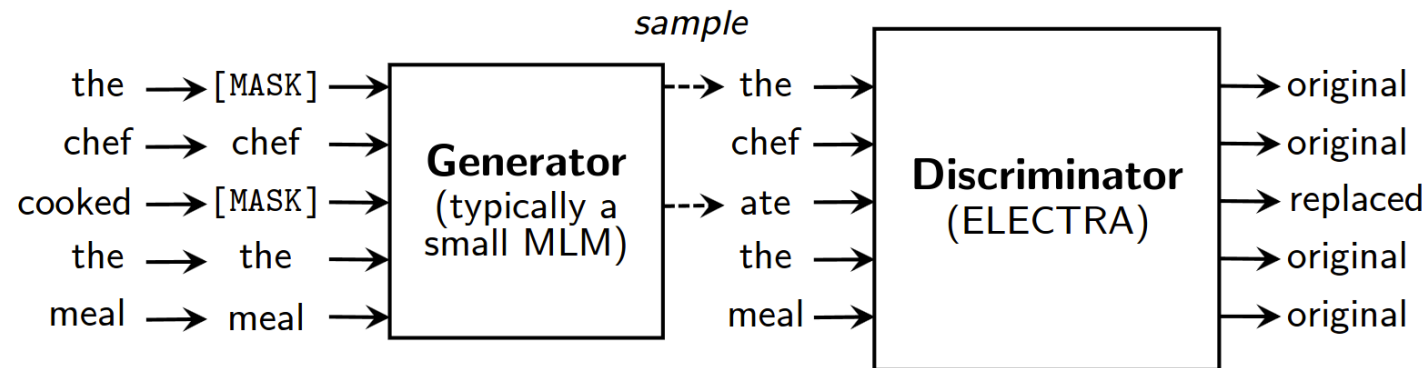 sample
the [MASK] the original
chef chef chef original
cooked [MASK] ate replaced
the the the original
meal meal meal original
Generator
(typically a
small MLM)
Discriminator
(ELECTRA)